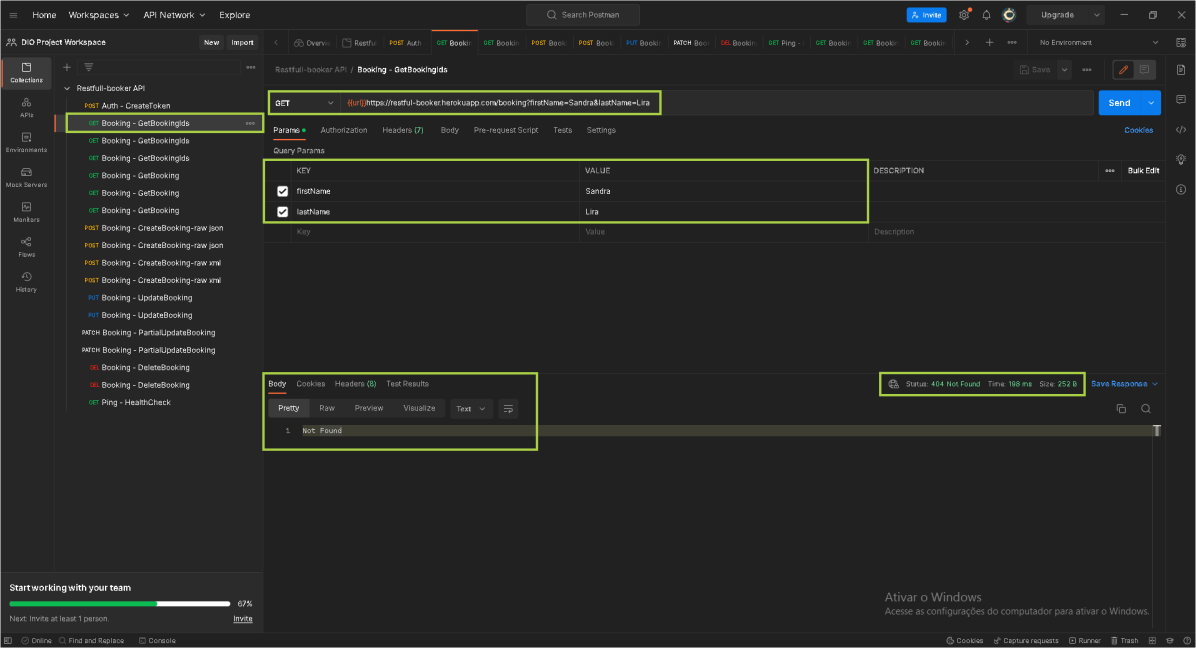 Home Workspaces API Network Explore Search Postman Invite Upgrade
DIO Project Workspace New Import Overvie Restful POST Auth GET Bookin GET Bookin POST Book POST Book PUT Bookin PATCH Boo DEL Bookin GET Ping - GET Bookin GET Bookin GET Bookin No Environment
Restfull-booker API / Booking - GetBookingIds Save
Collections
APIs
Environments
Mock Servers
Monitors
Flows
History
Restfull-booker API
POST Auth - CreateToken
GET Booking - GetBookingIds
GET Booking - GetBookingIds
GET Booking - GetBookingIds
GET Booking - GetBooking
GET Booking - GetBooking
GET Booking - GetBooking
POST Booking - CreateBooking-raw json
POST Booking - CreateBooking-raw json
POST Booking - CreateBooking-raw xml
POST Booking - CreateBooking-raw xml
PUT Booking - UpdateBooking
PUT Booking - UpdateBooking
PATCH Booking - PartialUpdateBooking
PATCH Booking - PartialUpdateBooking
DEL Booking - DeleteBooking
DEL Booking - DeleteBooking
GET Ping - HealthCheck
GET {{url}}https://restful-booker.herokuapp.com/booking?firstName=Sandra&lastName=Lira Send
Params Authorization Headers (7) Body Pre-request Script Tests Settings Cookies
Query Params
KEY VALUE DESCRIPTION Bulk Edit
firstName Sandra
lastName Lira
Key Value Description
Body Cookies Headers (8) Test Results Status: 404 Not Found Time: 198 ms Size: 252 B Save Response
Pretty Raw Preview Visualize Text
1 Not Found
Start working with your team
67%
Next: Invite at least 1 person. Invite
Ativar o Windows
Acesse as configurações do computador para ativar o Windows.
Online Find and Replace Console Cookies Capture requests Runner Trash